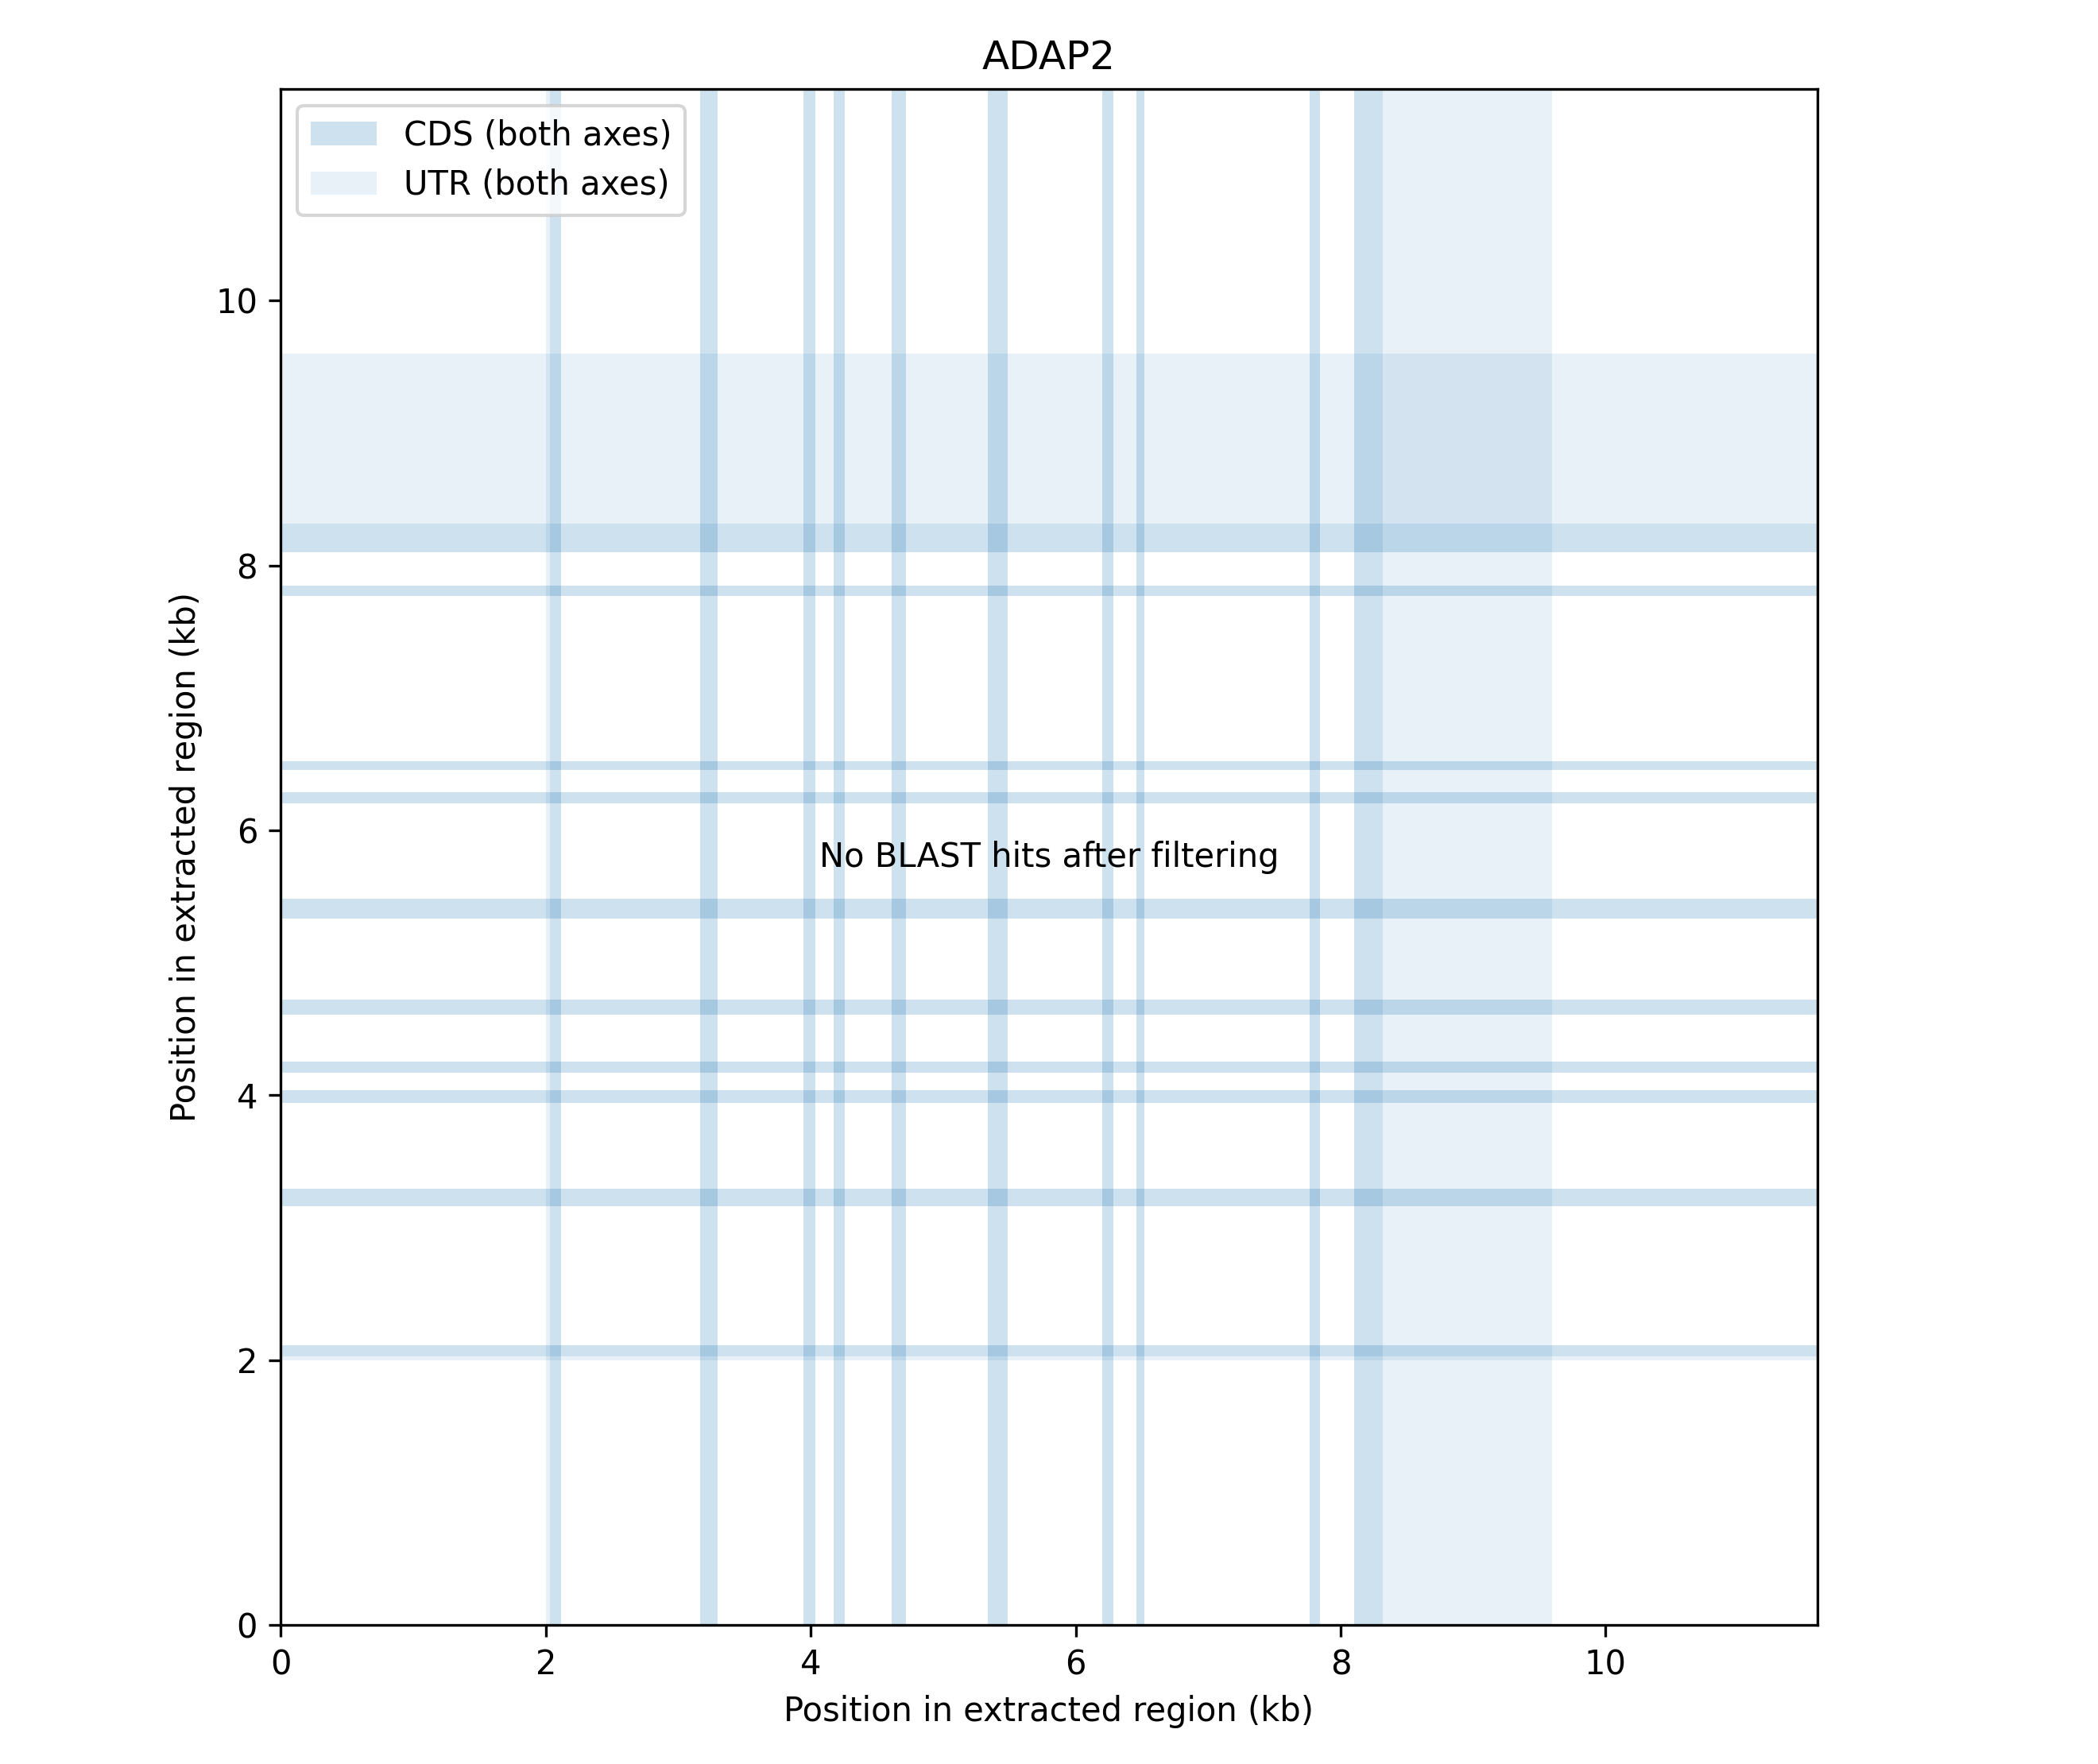 ADAP2
CDS (both axes)
UTR (both axes)
10
8
6
4
2
0
Position in extracted region (kb)
No BLAST hits after filtering
0 2 4 6 8 10
Position in extracted region (kb)